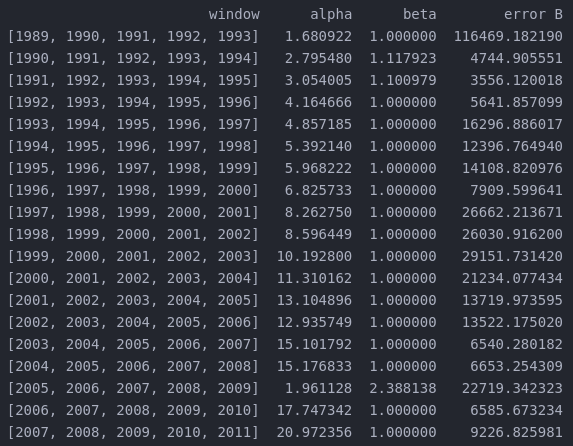 window alpha beta error B
[1989, 1990, 1991, 1992, 1993] 1.680922 1.000000 116469.182190
[1990, 1991, 1992, 1993, 1994] 2.795480 1.117923 4744.905551
[1991, 1992, 1993, 1994, 1995] 3.054005 1.100979 3556.120018
[1992, 1993, 1994, 1995, 1996] 4.164666 1.000000 5641.857099
[1993, 1994, 1995, 1996, 1997] 4.857185 1.000000 16296.886017
[1994, 1995, 1996, 1997, 1998] 5.392140 1.000000 12396.764940
[1995, 1996, 1997, 1998, 1999] 5.968222 1.000000 14108.820976
[1996, 1997, 1998, 1999, 2000] 6.825733 1.000000 7909.599641
[1997, 1998, 1999, 2000, 2001] 8.262750 1.000000 26662.213671
[1998, 1999, 2000, 2001, 2002] 8.596449 1.000000 26030.916200
[1999, 2000, 2001, 2002, 2003] 10.192800 1.000000 29151.731420
[2000, 2001, 2002, 2003, 2004] 11.310162 1.000000 21234.077434
[2001, 2002, 2003, 2004, 2005] 13.104896 1.000000 13719.973595
[2002, 2003, 2004, 2005, 2006] 12.935749 1.000000 13522.175020
[2003, 2004, 2005, 2006, 2007] 15.101792 1.000000 6540.280182
[2004, 2005, 2006, 2007, 2008] 15.176833 1.000000 6653.254309
[2005, 2006, 2007, 2008, 2009] 1.961128 2.388138 22719.342323
[2006, 2007, 2008, 2009, 2010] 17.747342 1.000000 6585.673234
[2007, 2008, 2009, 2010, 2011] 20.972356 1.000000 9226.825981